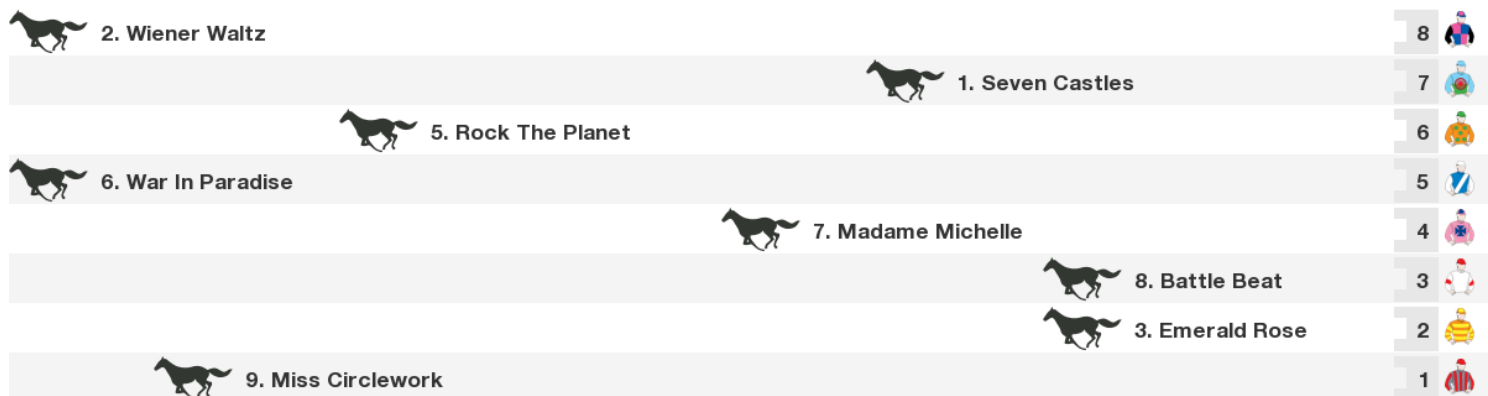 2. Wiener Waltz 8
1. Seven Castles 7
5. Rock The Planet 6
6. War In Paradise 5
7. Madame Michelle 4
8. Battle Beat 3
3. Emerald Rose 2
9. Miss Circlework 1